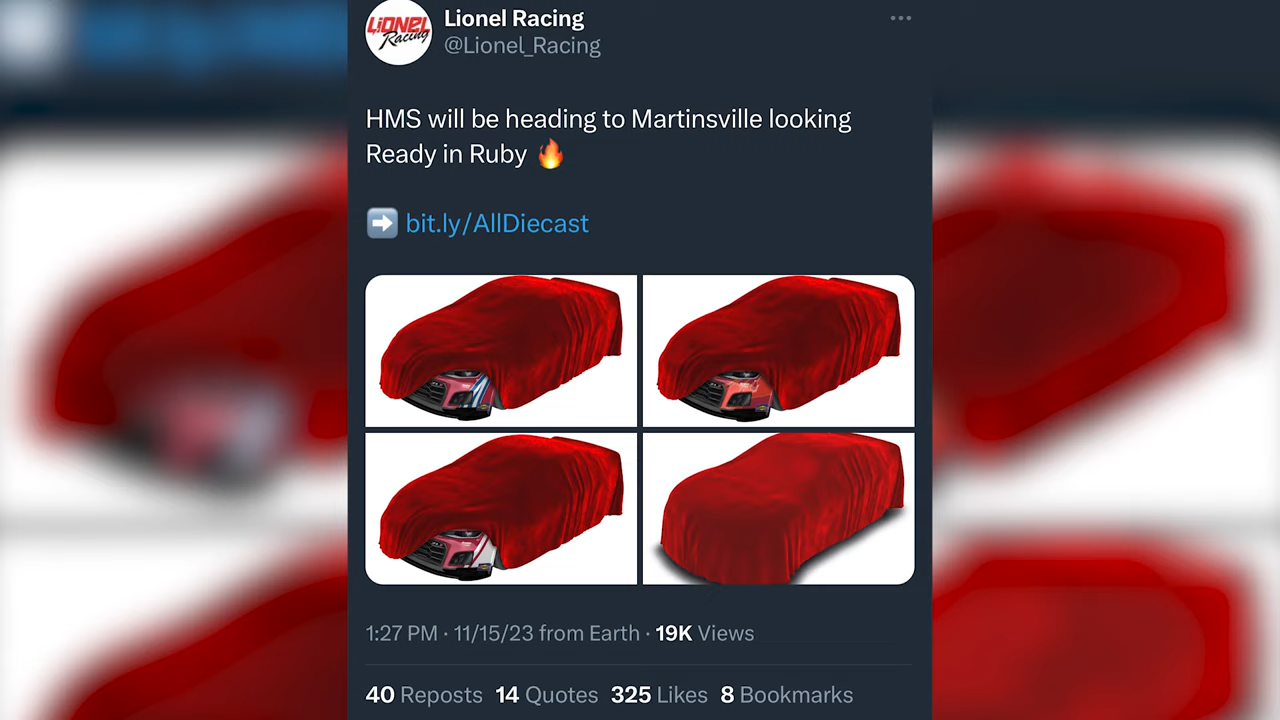 LIONEL
Racing
Lionel Racing
@Lionel_Racing
HMS will be heading to Martinsville looking
Ready in Ruby 🔥
➡️ bit.ly/AllDiecast
1:27 PM · 11/15/23 from Earth · 19K Views
40 Reposts 14 Quotes 325 Likes 8 Bookmarks